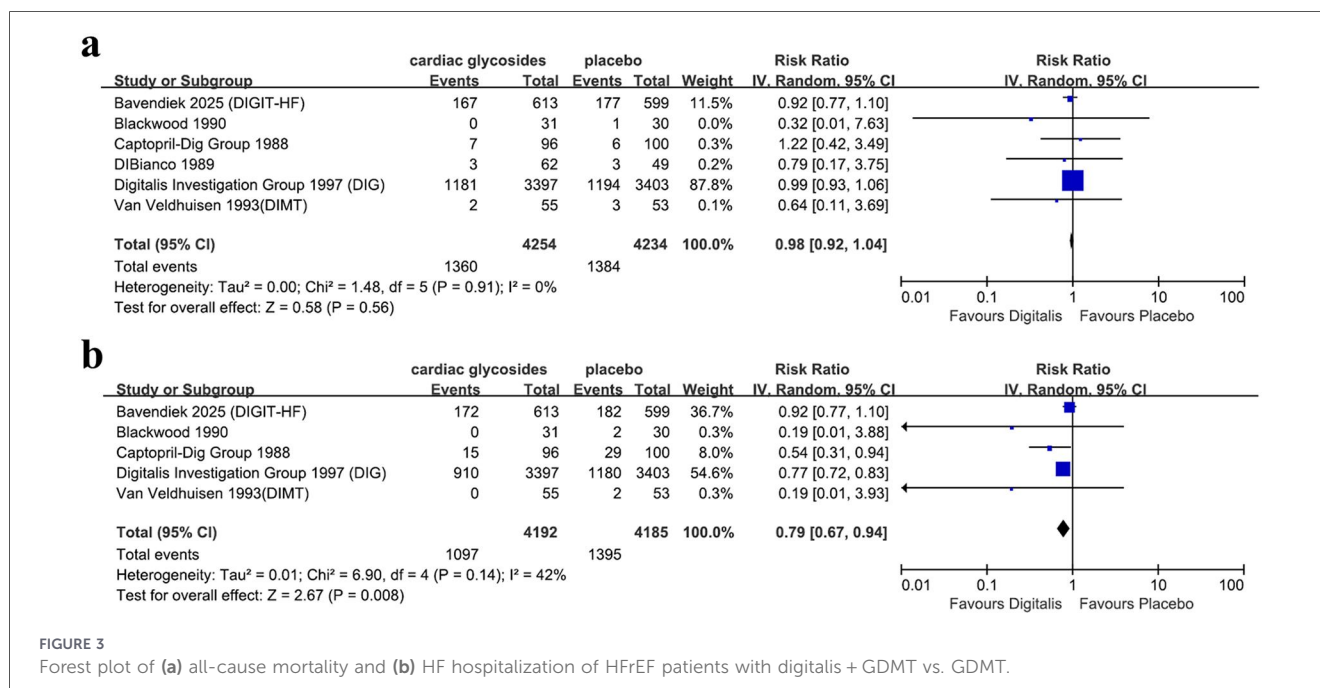 a
cardiac glycosides placebo Risk Ratio Risk Ratio
Study or Subgroup Events Total Events Total Weight IV, Random, 95% CI IV, Random, 95% CI
Bavendiek 2025 (DIGIT-HF) 167 613 177 599 11.5% 0.92 [0.77, 1.10]
Blackwood 1990 0 31 1 30 0.0% 0.32 [0.01, 7.63]
Captopril-Dig Group 1988 7 96 6 100 0.3% 1.22 [0.42, 3.49]
DIBianco 1989 3 62 3 49 0.2% 0.79 [0.17, 3.75]
Digitalis Investigation Group 1997 (DIG) 1181 3397 1194 3403 87.8% 0.99 [0.93, 1.06]
Van Veldhuisen 1993(DIMT) 2 55 3 53 0.1% 0.64 [0.11, 3.69]
Total (95% CI) 4254 4234 100.0% 0.98 [0.92, 1.04]
Total events 1360 1384
Heterogeneity: Tau² = 0.00; Chi² = 1.48, df = 5 (P = 0.91); I² = 0%
Test for overall effect: Z = 0.58 (P = 0.56)
0.01 0.1 1 10 100
Favours Digitalis Favours Placebo
b
cardiac glycosides placebo Risk Ratio Risk Ratio
Study or Subgroup Events Total Events Total Weight IV, Random, 95% CI IV, Random, 95% CI
Bavendiek 2025 (DIGIT-HF) 172 613 182 599 36.7% 0.92 [0.77, 1.10]
Blackwood 1990 0 31 2 30 0.3% 0.19 [0.01, 3.88]
Captopril-Dig Group 1988 15 96 29 100 8.0% 0.54 [0.31, 0.94]
Digitalis Investigation Group 1997 (DIG) 910 3397 1180 3403 54.6% 0.77 [0.72, 0.83]
Van Veldhuisen 1993(DIMT) 0 55 2 53 0.3% 0.19 [0.01, 3.93]
Total (95% CI) 4192 4185 100.0% 0.79 [0.67, 0.94]
Total events 1097 1395
Heterogeneity: Tau² = 0.01; Chi² = 6.90, df = 4 (P = 0.14); I² = 42%
Test for overall effect: Z = 2.67 (P = 0.008)
0.01 0.1 1 10 100
Favours Digitalis Favours Placebo
FIGURE 3
Forest plot of (a) all-cause mortality and (b) HF hospitalization of HFrEF patients with digitalis + GDMT vs. GDMT.